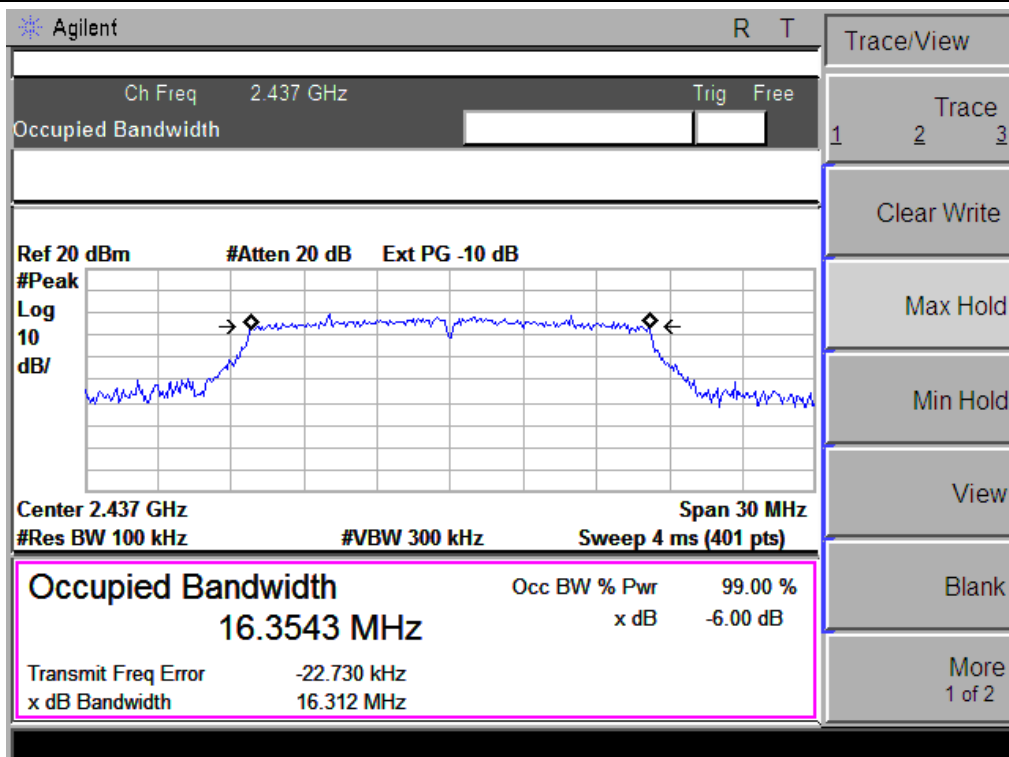 Agilent R T
Ch Freq 2.437 GHz Trig Free
Occupied Bandwidth
Ref 20 dBm #Atten 20 dB Ext PG -10 dB
#Peak
Log
10
dB/
Center 2.437 GHz Span 30 MHz
#Res BW 100 kHz #VBW 300 kHz Sweep 4 ms (401 pts)
Occupied Bandwidth Occ BW % Pwr 99.00 %
16.3543 MHz x dB -6.00 dB
Transmit Freq Error -22.730 kHz
x dB Bandwidth 16.312 MHz
Trace/View
Trace
1 2 3
Clear Write
Max Hold
Min Hold
View
Blank
More
1 of 2